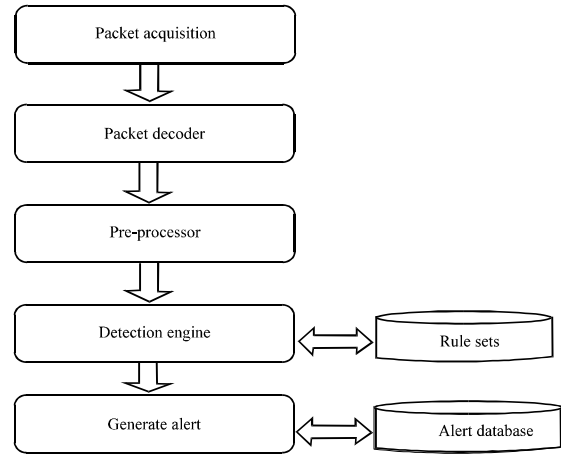 Packet acquisition
Packet decoder
Pre-processor
Detection engine
Rule sets
Generate alert
Alert database